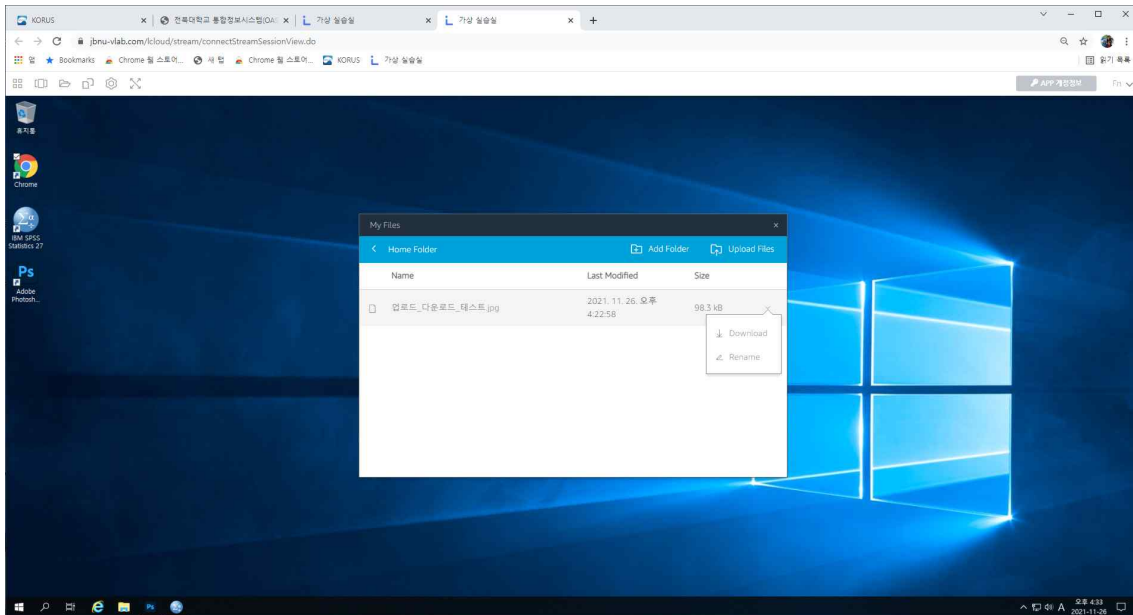 KORUS
전북대학교 통합정보시스템(OA
가상 실습실
가상 실습실
jbnu-vlab.com/lcloud/stream/connectStreamSessionView.do
앱
Bookmarks
Chrome 웹 스토어...
새 탭
Chrome 웹 스토어...
KORUS
가상 실습실
읽기 목록
APP 계정정보
휴지통
Chrome
IBM SPSS
Statistics 27
Ps
Adobe
Photosh...
My Files
Home Folder
Add Folder
Upload Files
Name
Last Modified
Size
업로드_다운로드_테스트.jpg
2021. 11. 26. 오후
4:22:58
98.3 kB
Download
Rename
A
오후 4:33
2021-11-26